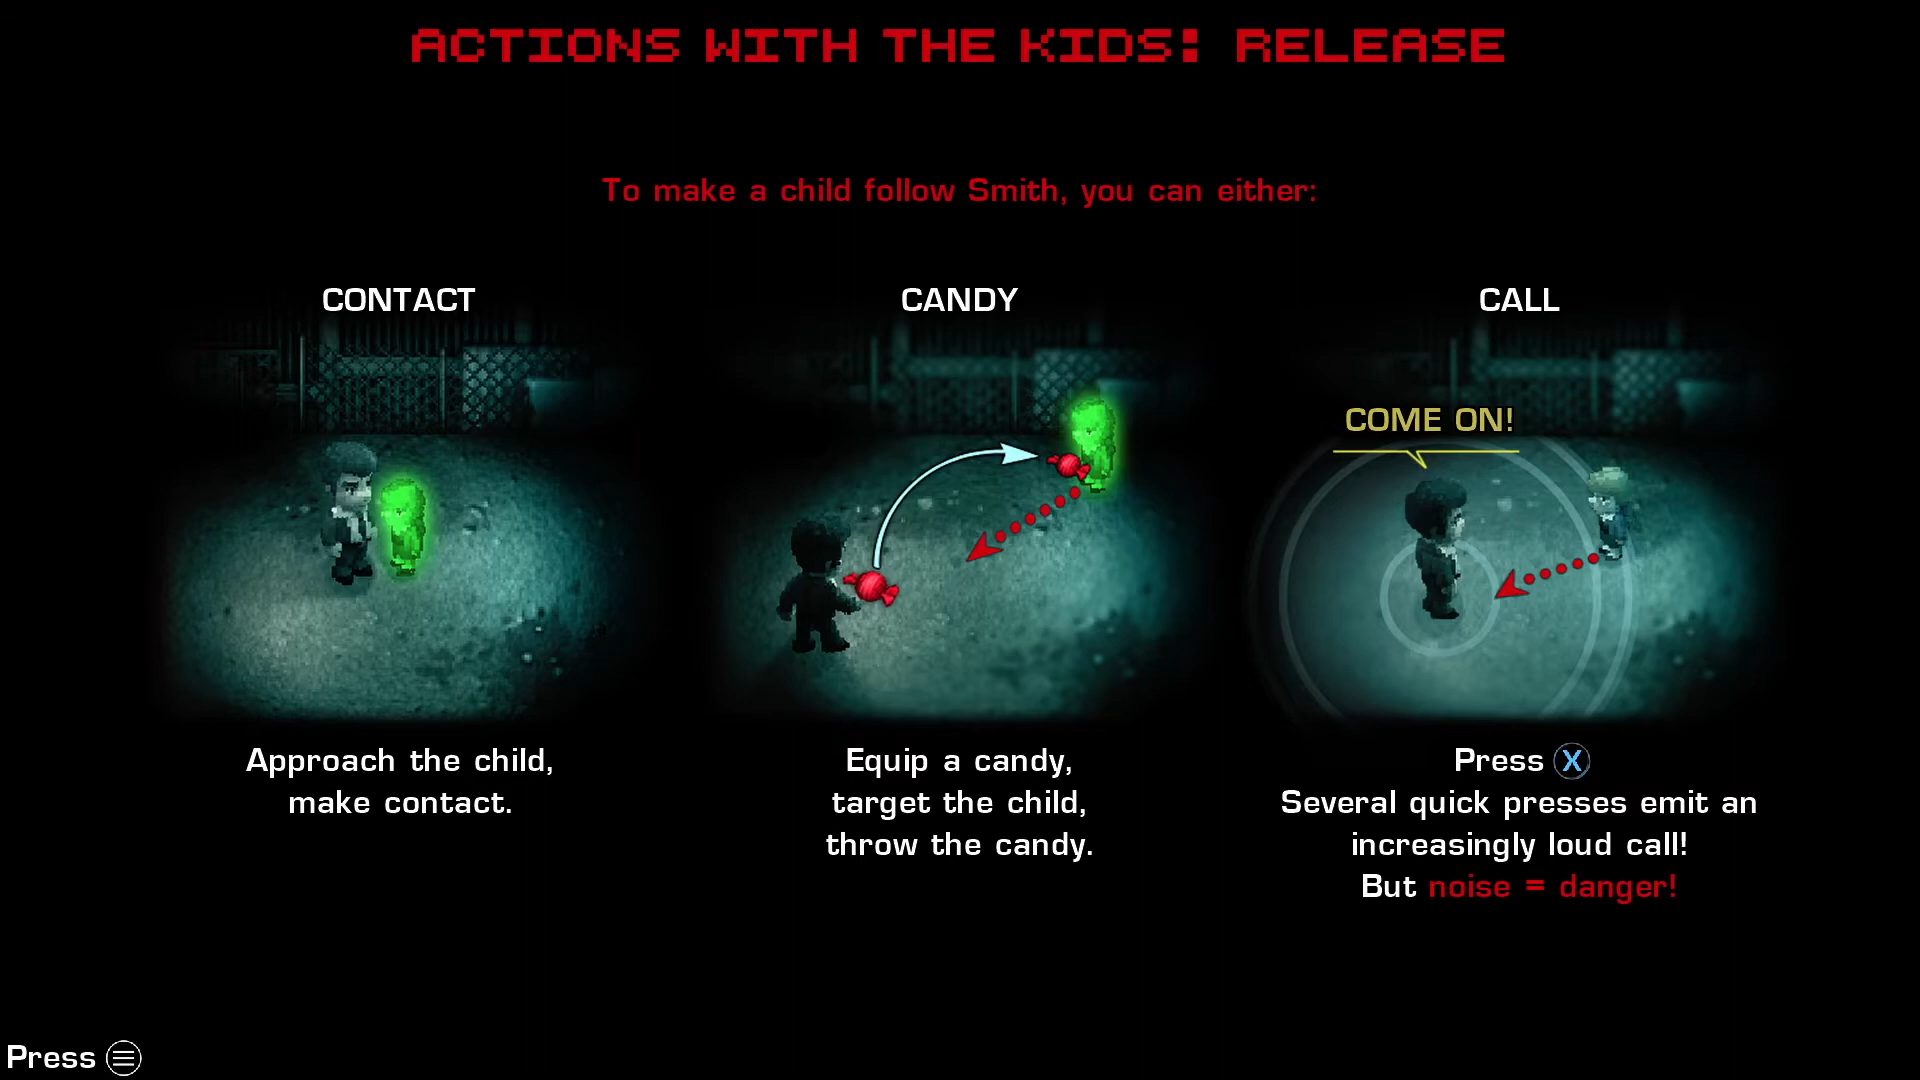 ACTIONS WITH THE KIDS: RELEASE
To make a child follow Smith, you can either:
CONTACT
Approach the child,
make contact.
CANDY
Equip a candy,
target the child,
throw the candy.
CALL
COME ON!
Press X
Several quick presses emit an
increasingly loud call!
But noise = danger!
Press